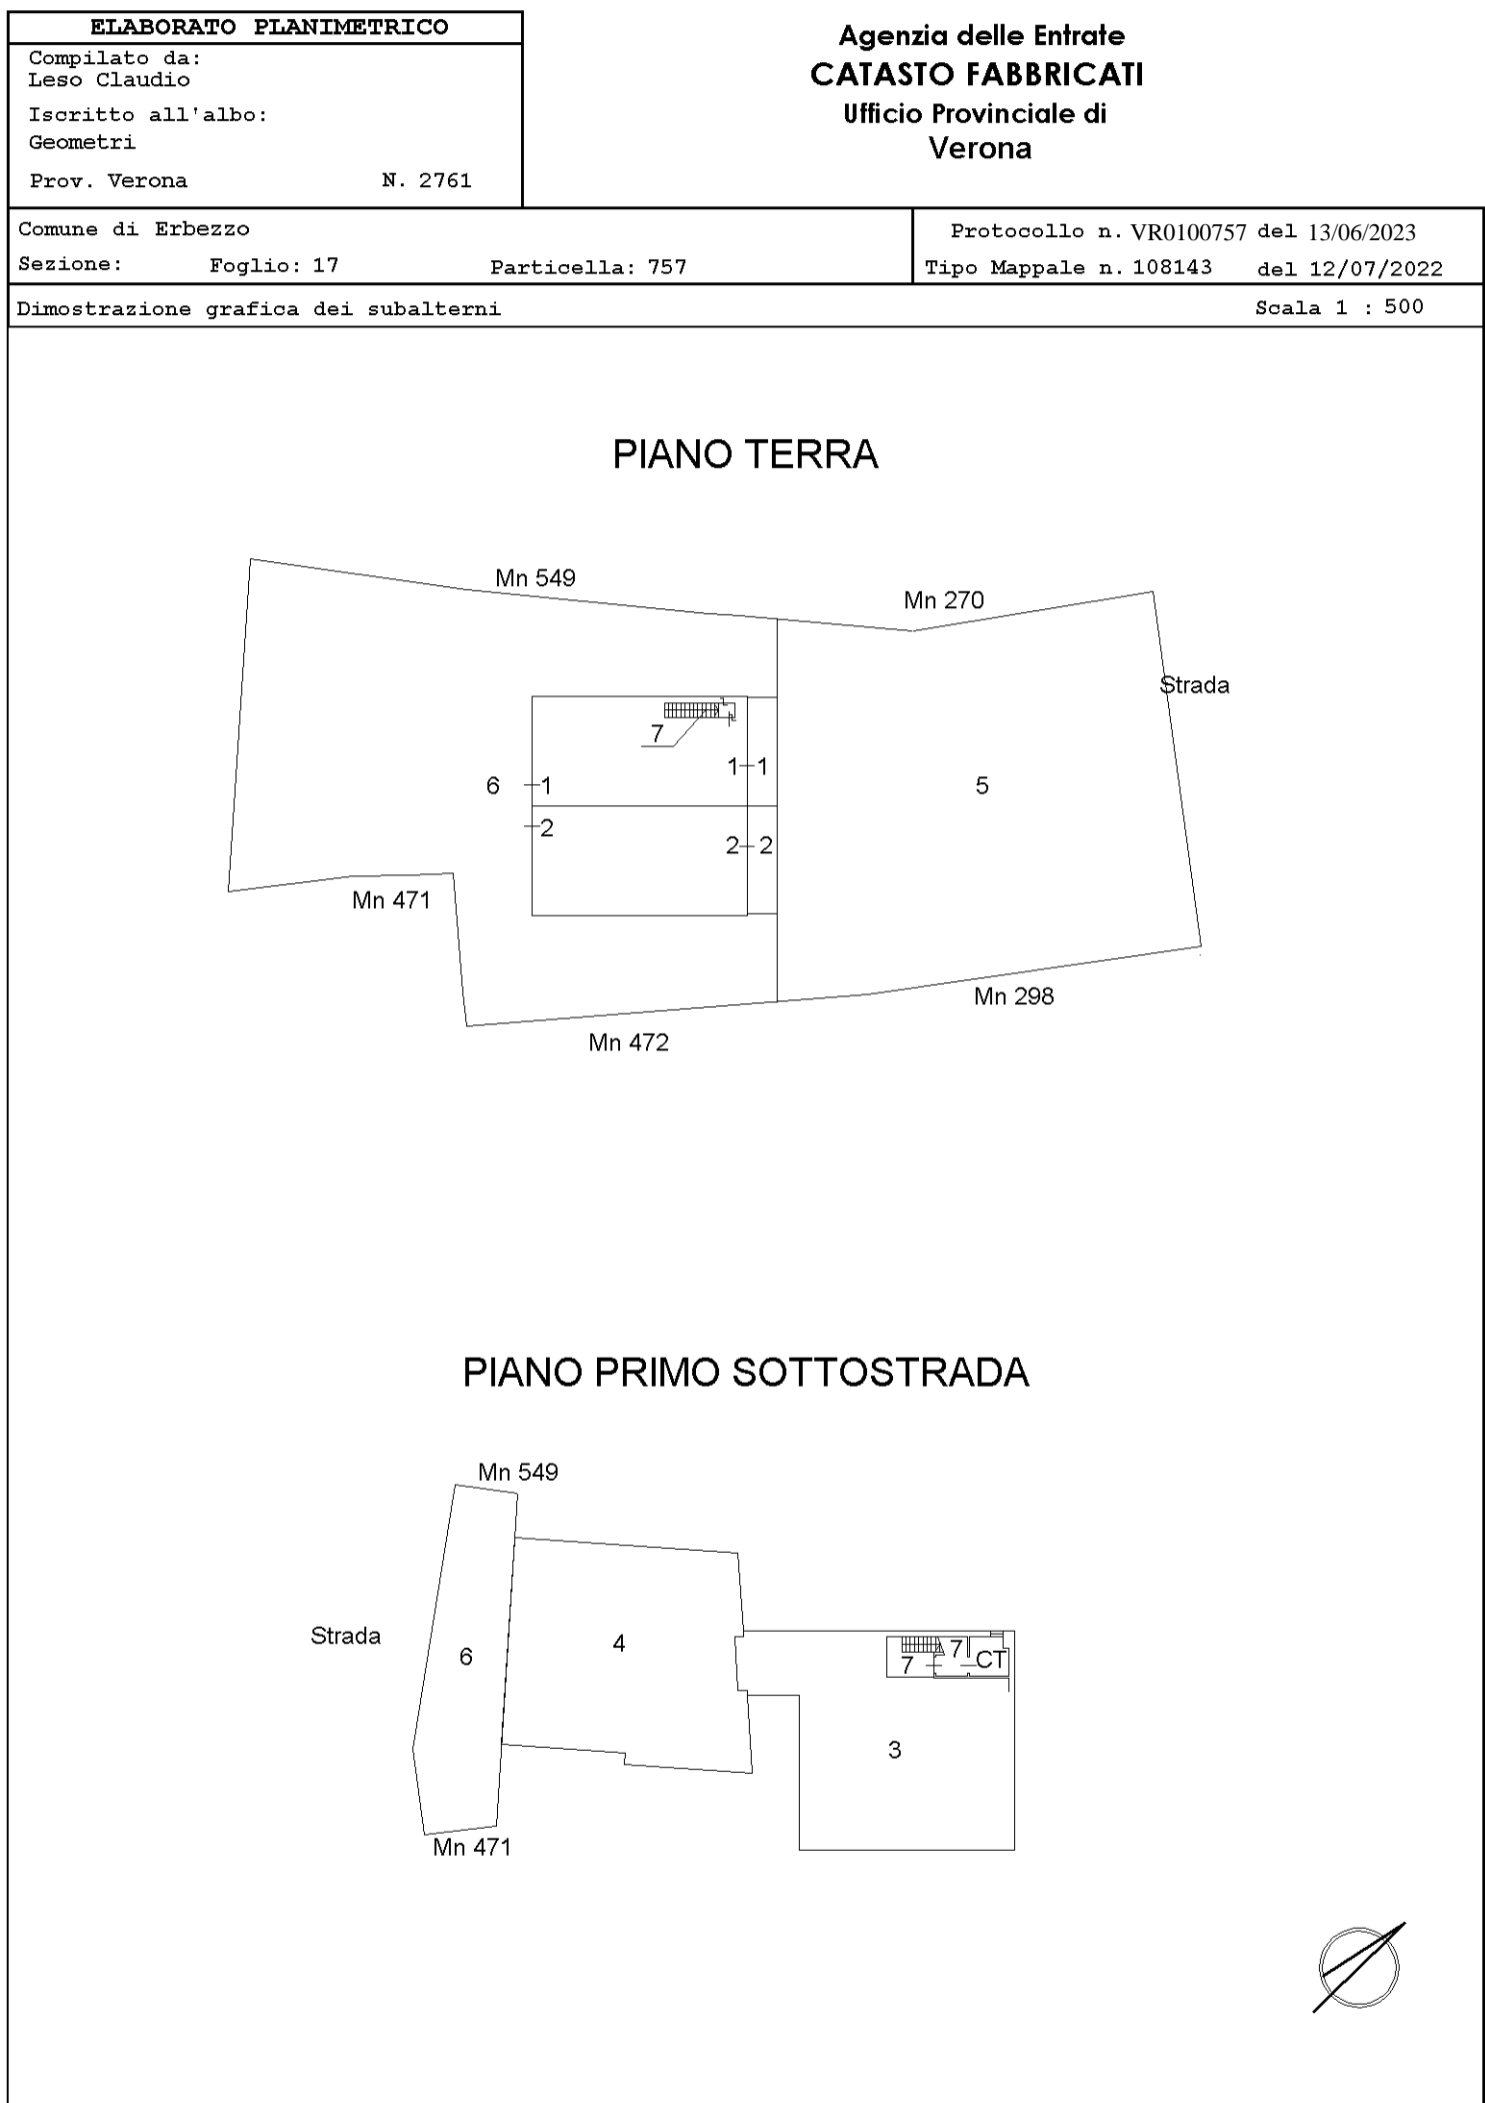 ELABORATO PLANIMETRICO
Compilato da:
Leso Claudio
Iscritto all'albo:
Geometri
Prov. Verona N. 2761
Agenzia delle Entrate
CATASTO FABBRICATI
Ufficio Provinciale di
Verona
Comune di Erbezzo
Sezione: Foglio: 17 Particella: 757
Protocollo n. VR0100757 del 13/06/2023
Tipo Mappale n. 108143 del 12/07/2022
Dimostrazione grafica dei subalterni Scala 1 : 500
PIANO TERRA
Mn 549
Mn 270
Strada
7
1 1
6 1 5
2
2 2
Mn 471
Mn 298
Mn 472
PIANO PRIMO SOTTOSTRADA
Mn 549
Strada
6
4
7 7 CT
3
Mn 471